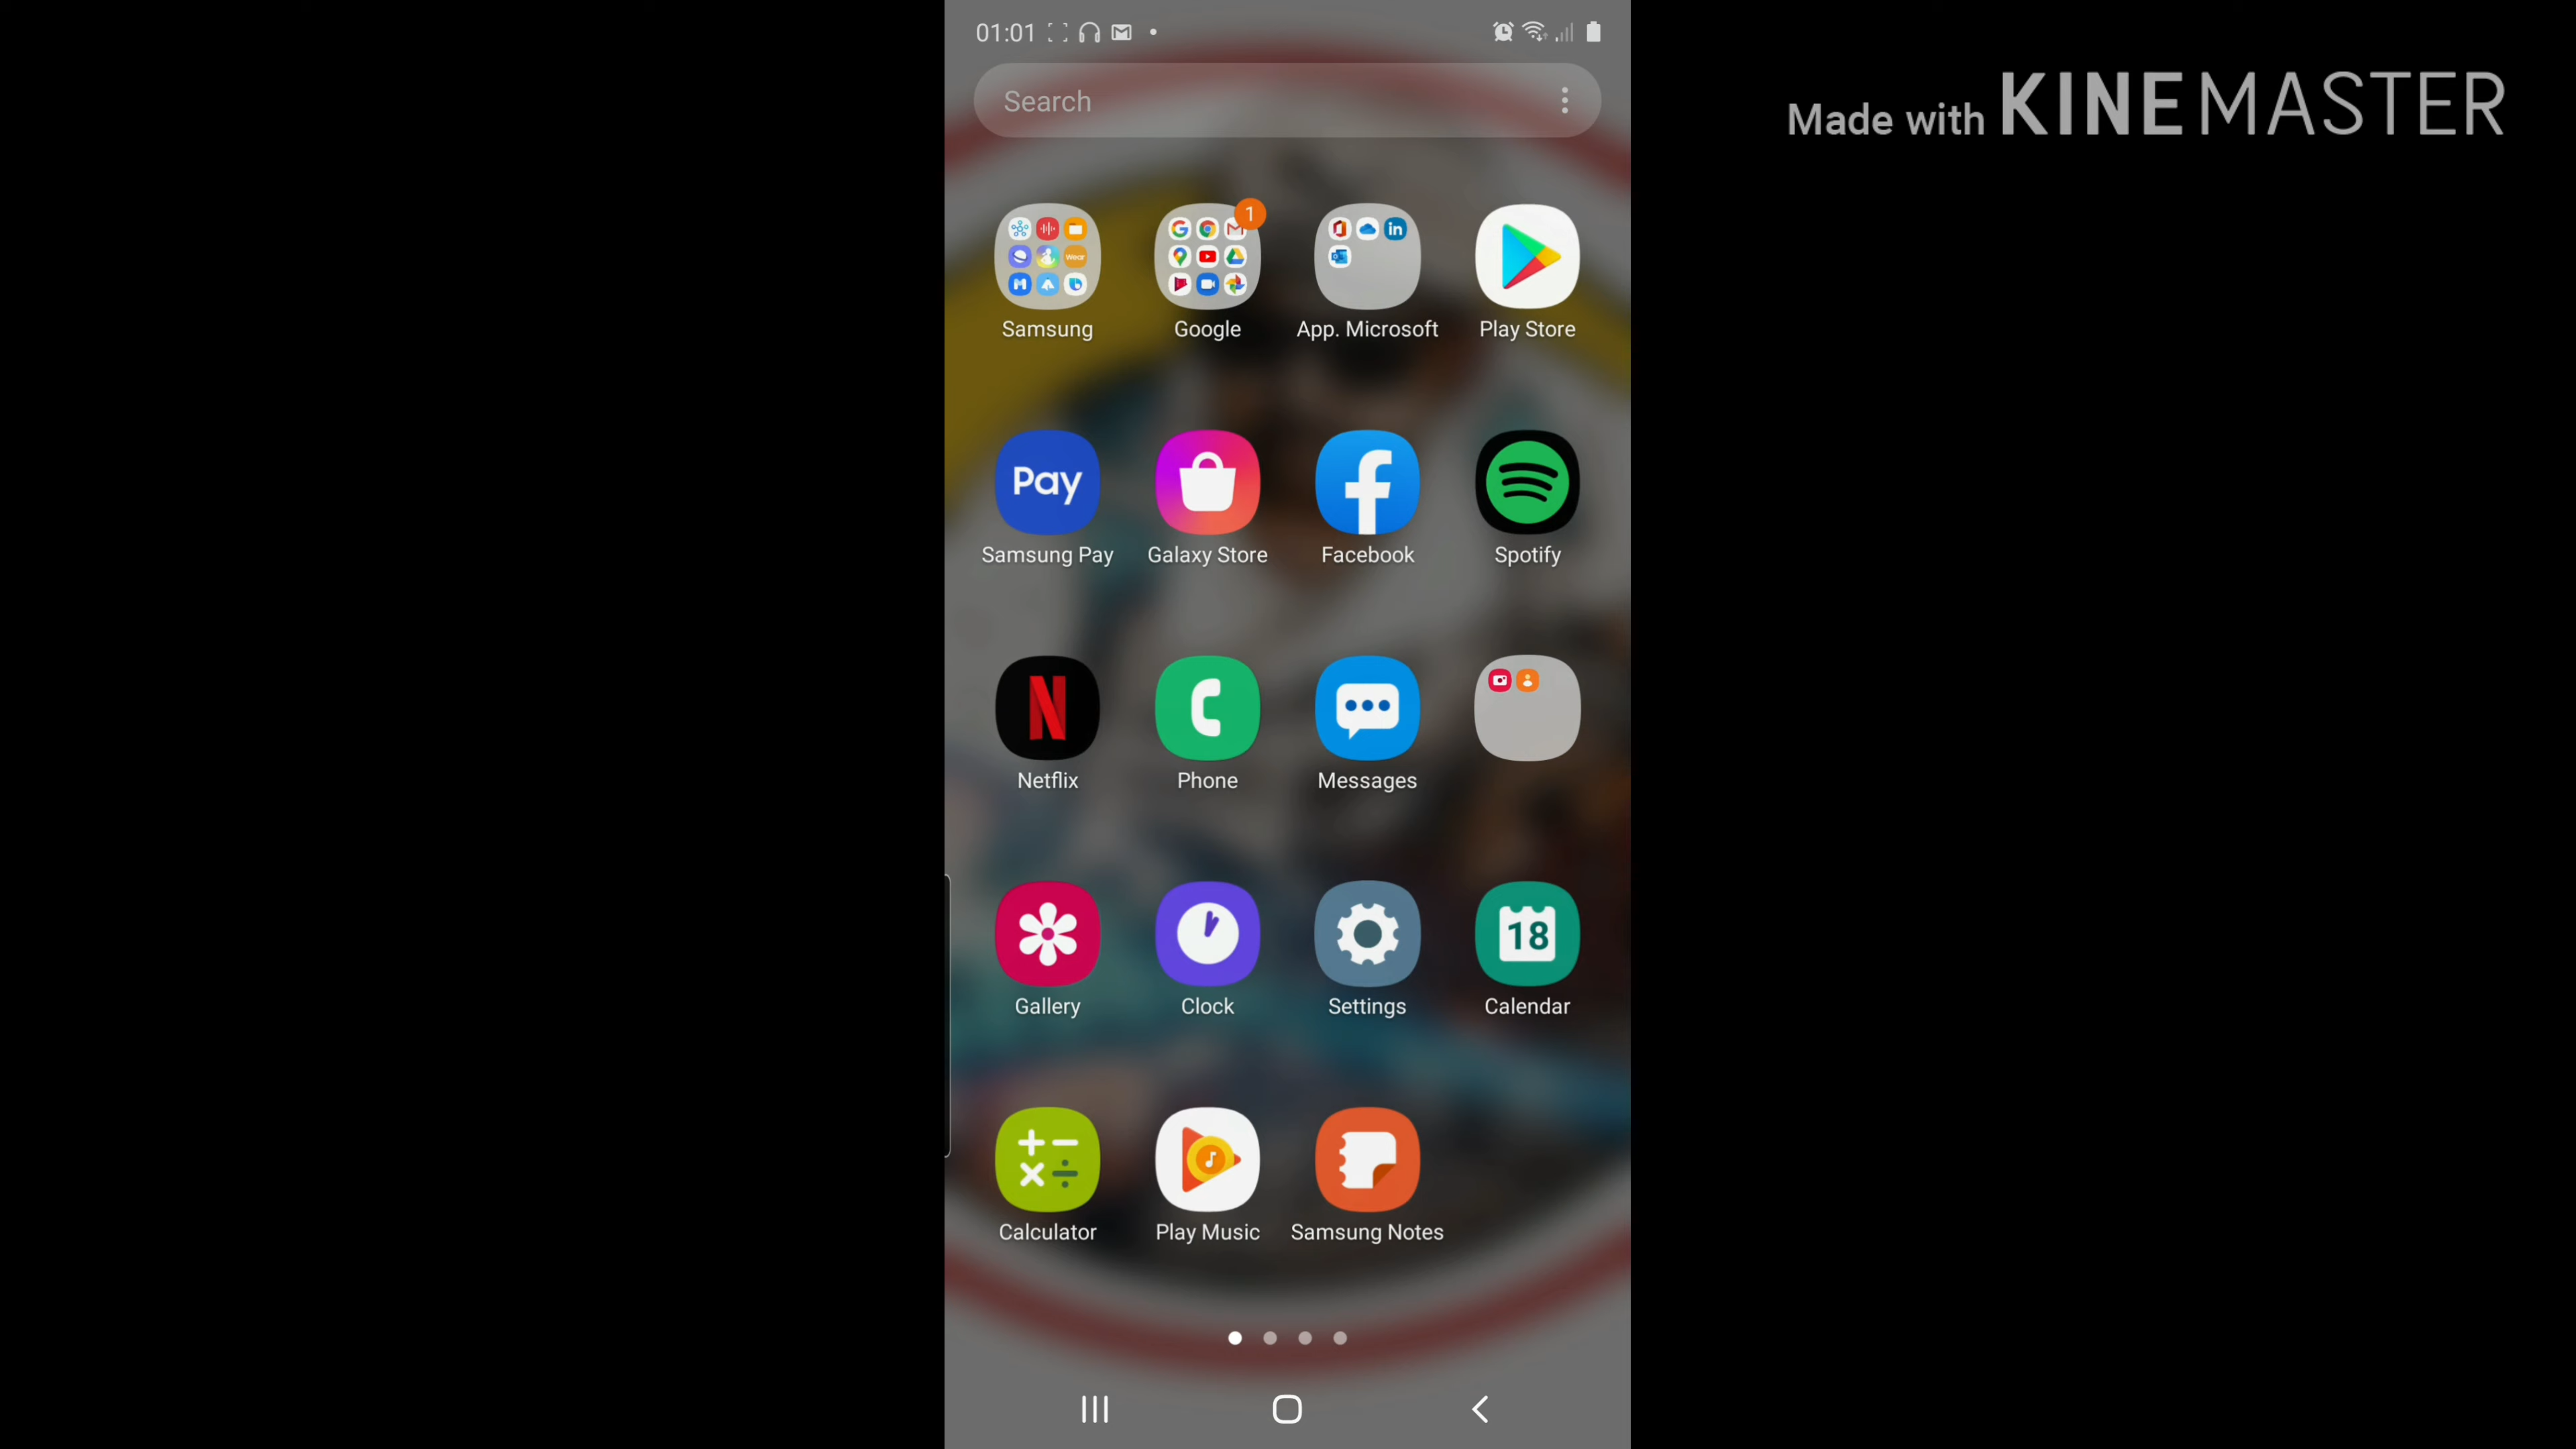 01:01
Made with KINEMASTER
Search
1
Wear
Samsung
Google
App. Microsoft
Play Store
Pay
Samsung Pay
Galaxy Store
Facebook
Spotify
Netflix
Phone
Messages
18
Gallery
Clock
Settings
Calendar
Calculator
Play Music
Samsung Notes